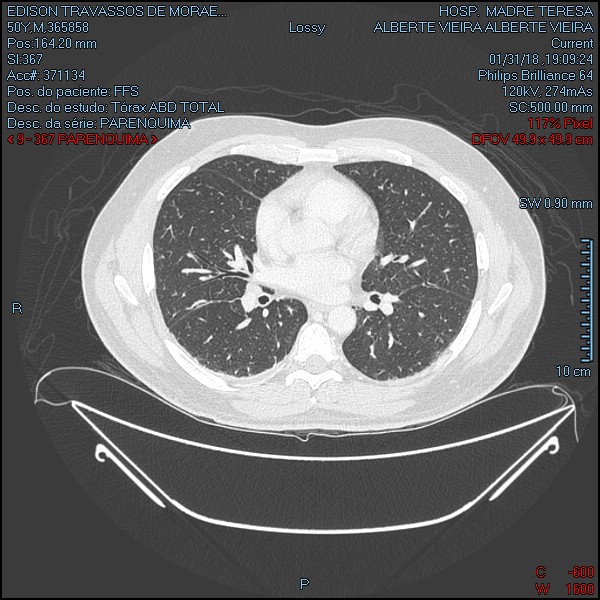 EDISON TRAVASSOS DE MORAE...
50Y,M,365858
Pos:164.20 mm
SI:367
Acc#: 371134
Pos. do paciente: FFS
Desc. do estudo: Tórax ABD TOTAL
Desc. da série: PARENQUIMA
< 9 - 367 PARENQUIMA >
Lossy
HOSP. MADRE TERESA
ALBERTE VIEIRA ALBERTE VIEIRA
Current
01/31/18 ,19:09:24
Philips Brilliance 64
120kV, 274mAs
SC:500.00 mm
117% Pixel
DFOV 49.9 x 49.9 cm
SW 0.90 mm
R
10 cm
P
C -600
W 1600